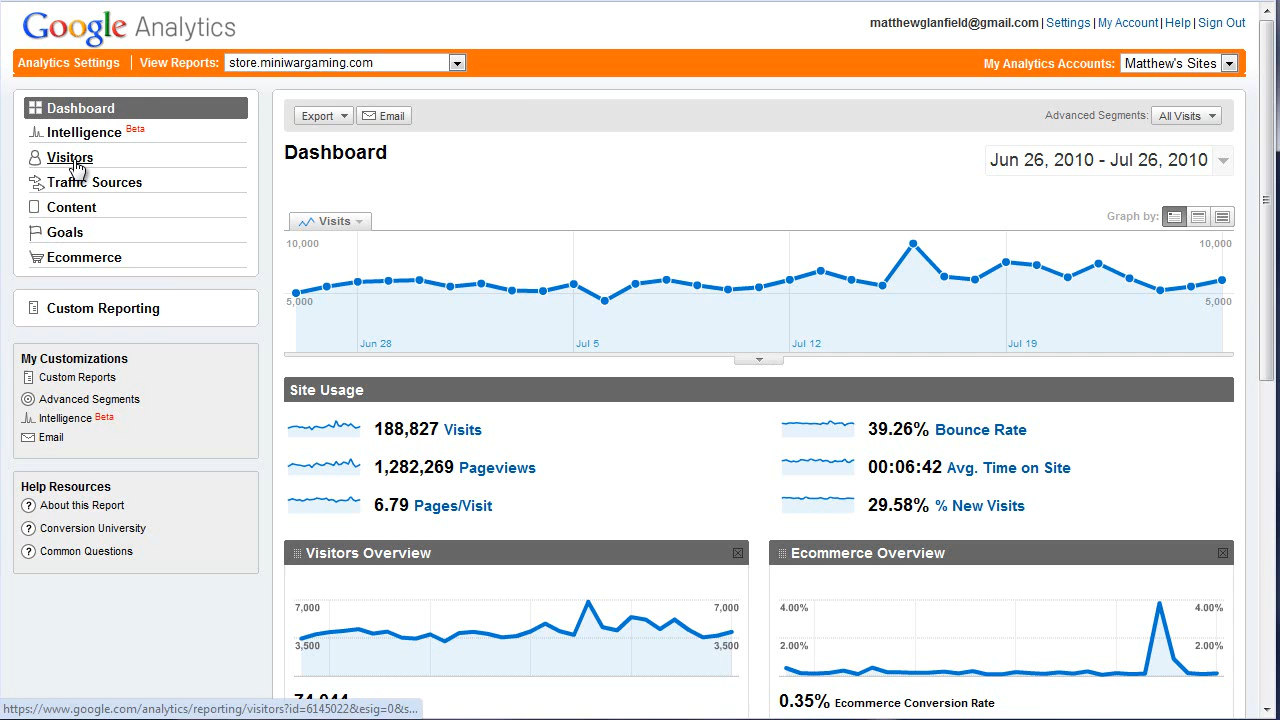 Google Analytics
matthewglanfield@gmail.com | Settings | My Account | Help | Sign Out
Analytics Settings | View Reports: store.miniwargaming.com
My Analytics Accounts: Matthew's Sites
Dashboard
Intelligence Beta
Visitors
Traffic Sources
Content
Goals
Ecommerce
Custom Reporting
My Customizations
Custom Reports
Advanced Segments
Intelligence Beta
Email
Help Resources
About this Report
Conversion University
Common Questions
Export Email
Advanced Segments: All Visits
Dashboard
Jun 26, 2010 - Jul 26, 2010
Visits
Graph by:
10,000 10,000
5,000 5,000
Jun 28 Jul 5 Jul 12 Jul 19
Site Usage
188,827 Visits
1,282,269 Pageviews
6.79 Pages/Visit
39.26% Bounce Rate
00:06:42 Avg. Time on Site
29.58% % New Visits
Visitors Overview
7,000 7,000
3,500 3,500
Ecommerce Overview
4.00% 4.00%
2.00% 2.00%
0.35% Ecommerce Conversion Rate
https://www.google.com/analytics/reporting/visitors?id=6145022&esig=0&s...